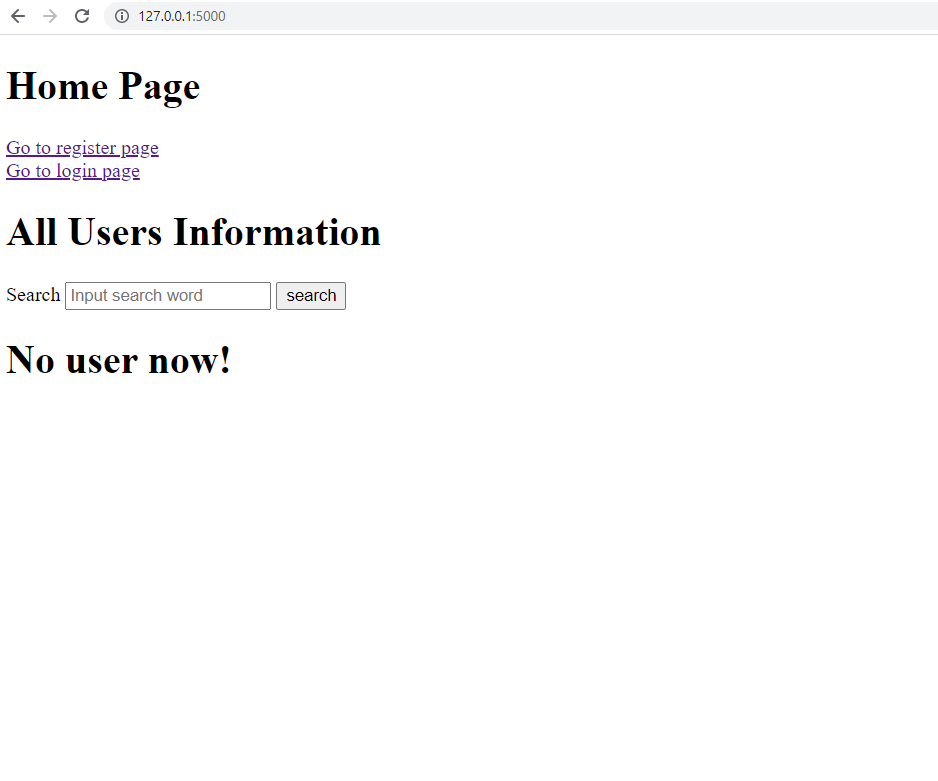 127.0.0.1:5000
Home Page
Go to register page
Go to login page
All Users Information
Search Input search word search
No user now!